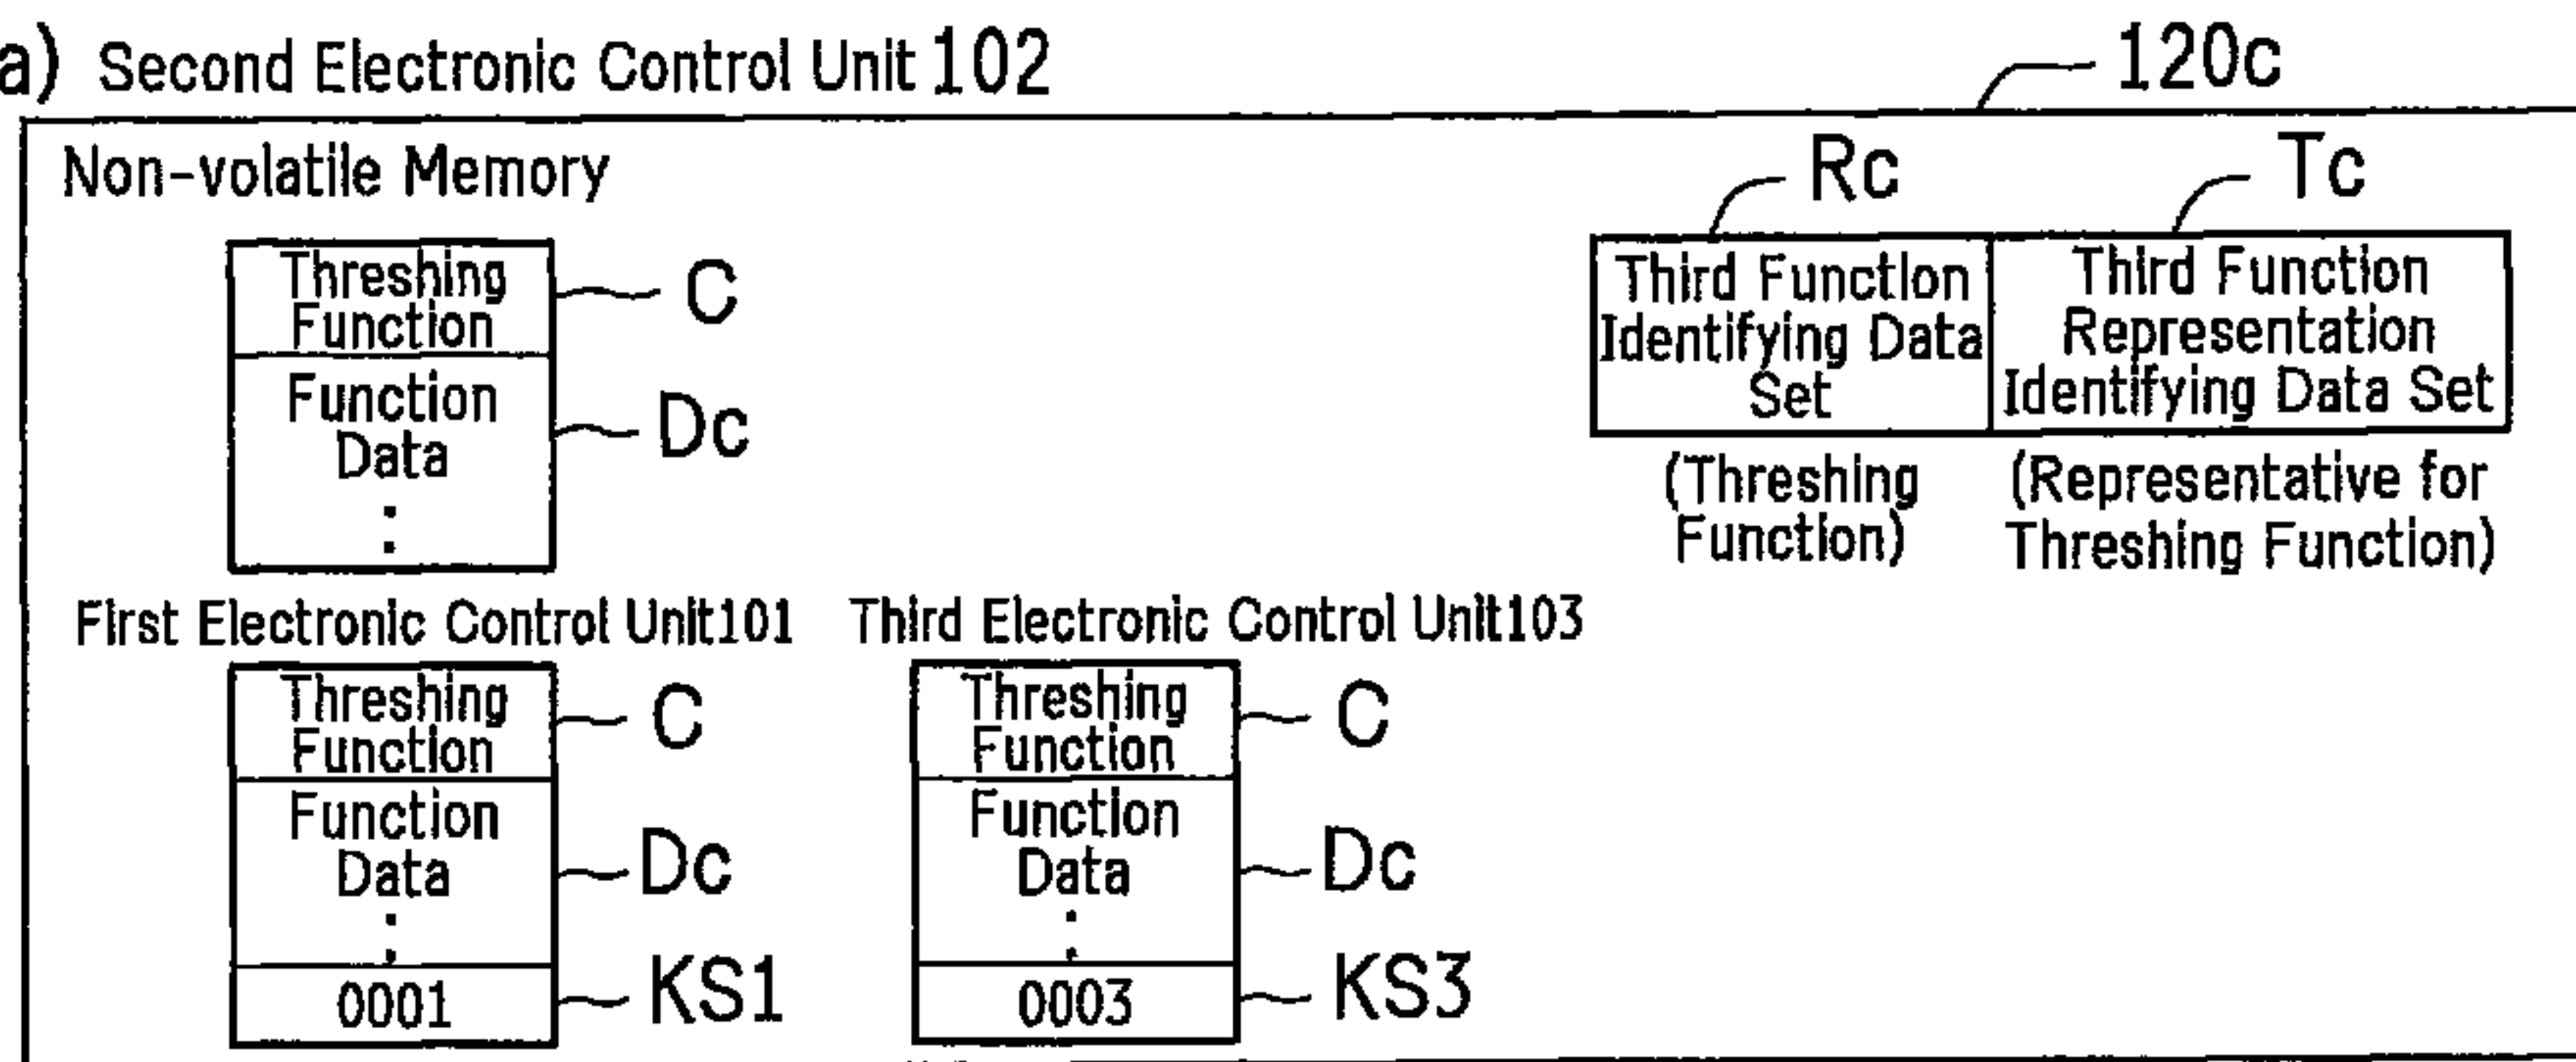 a) Second Electronic Control Unit 102
120c
Non-volatile Memory
Rc
Tc
Threshing
Function
C
Function
Data
Dc
Third Function
Identifying Data
Set
Third Function
Representation
Identifying Data Set
(Threshing
Function)
(Representative for
Threshing Function)
First Electronic Control Unit101
Third Electronic Control Unit103
Threshing
Function
C
Function
Data
Dc
0001
KS1
Threshing
Function
C
Function
Data
Dc
0003
KS3